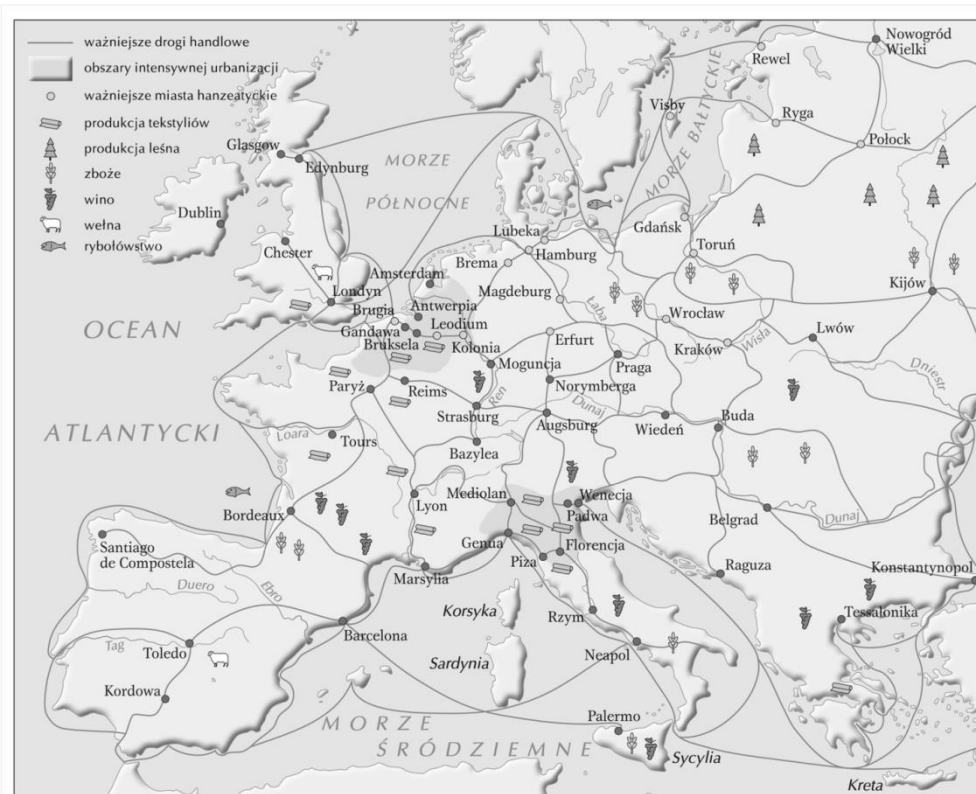 ważniejsze drogi handlowe
obszary intensywnej urbanizacji
ważniejsze miasta hanzeatyckie
produkcja tekstyliów
produkcja leśna
zboże
wino
wełna
rybołówstwo
Nowogród
Wielki
Rewel
Visby
Ryga
Połock
MORZE BAŁTYCKIE
Glasgow
Edynburg
MORZE
PÓŁNOCNE
Dublin
Chester
Londyn
Lubeka
Hamburg
Brema
Gdańsk
Toruń
Amsterdam
Magdeburg
Kijów
Brugia
Antwerpia
Gandawa
Leodium
Bruksela
Kolonia
Łaba
Erfurt
Wrocław
Kraków
Wisła
Lwów
OCEAN
ATLANTYCKI
Moguncja
Praga
Dniestr
Paryż
Reims
Ren
Norymberga
Strasburg
Augsburg
Dunaj
Wiedeń
Buda
Loara
Tours
Bazylea
Lyon
Mediolan
Wenecja
Padwa
Bordeaux
Belgrad
Dunaj
Genua
Piza
Florencja
Santiago
de Compostela
Marsylia
Raguza
Konstantynopol
Duero
Ebro
Korsyka
Rzym
Tessalonika
Barcelona
Tag
Toledo
Sardynia
Neapol
Kordowa
MORZE
ŚRÓDZIEMNE
Palermo
Sycylia
Kreta